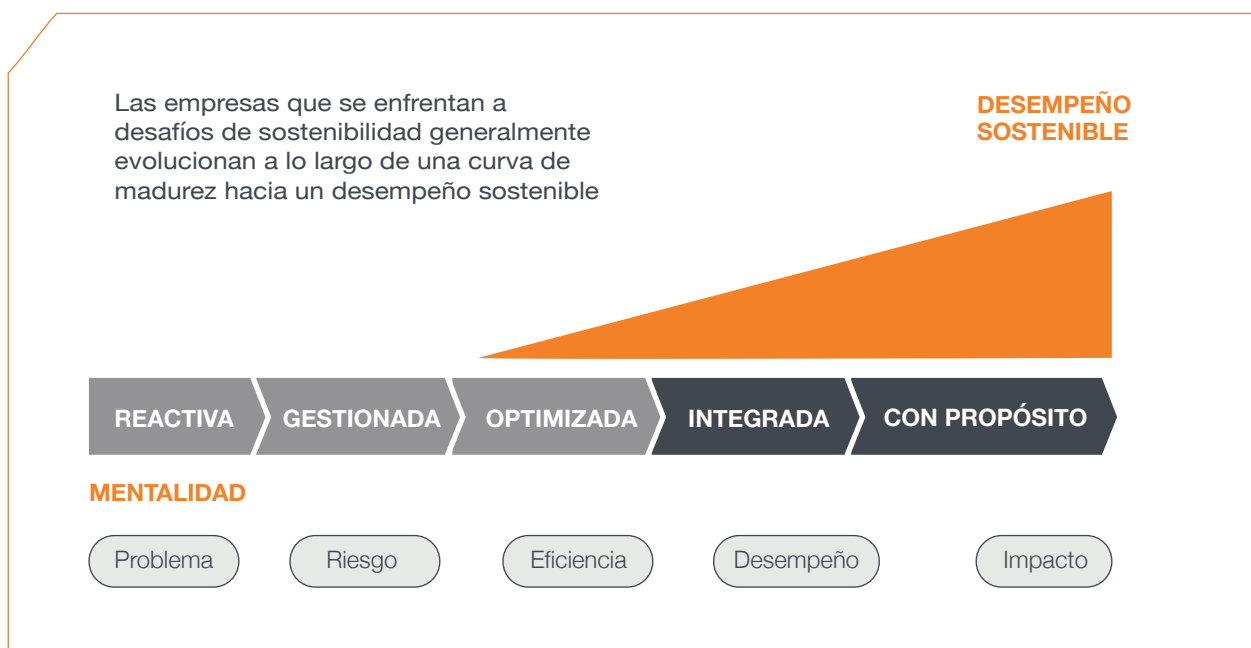 Las empresas que se enfrentan a
desafíos de sostenibilidad generalmente
evolucionan a lo largo de una curva de
madurez hacia un desempeño sostenible
DESEMPEÑO
SOSTENIBLE
REACTIVA
GESTIONADA
OPTIMIZADA
INTEGRADA
CON PROPÓSITO
MENTALIDAD
Problema
Riesgo
Eficiencia
Desempeño
Impacto